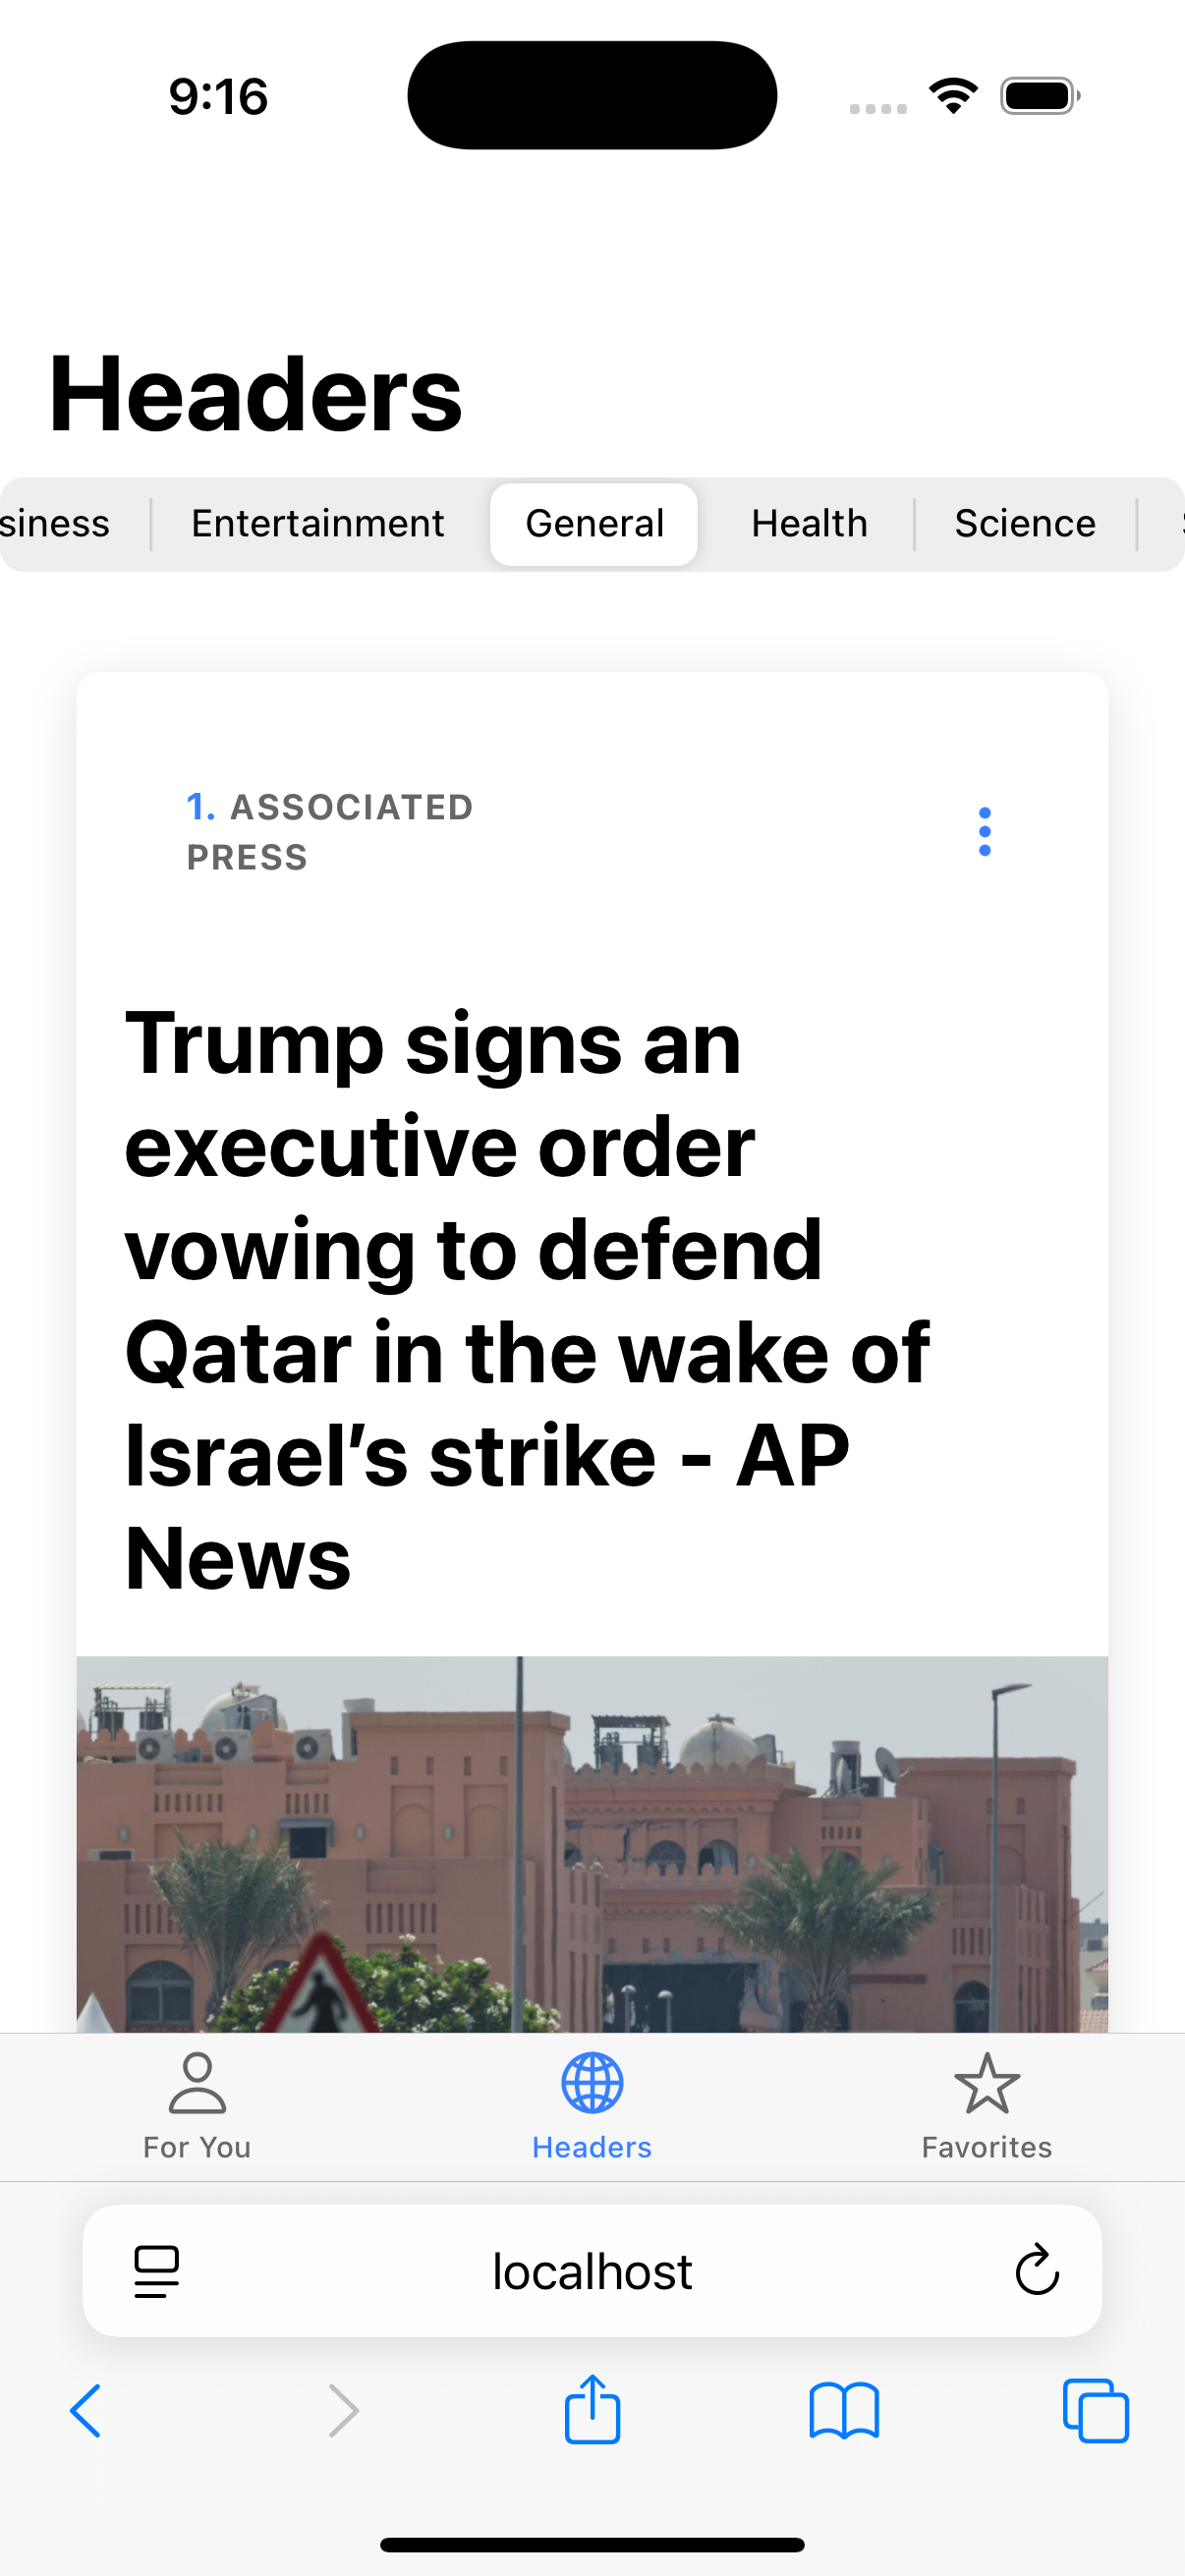 9:16
Headers
siness Entertainment General Health Science
1. ASSOCIATED
PRESS
Trump signs an
executive order
vowing to defend
Qatar in the wake of
Israel’s strike - AP
News
For You Headers Favorites
localhost